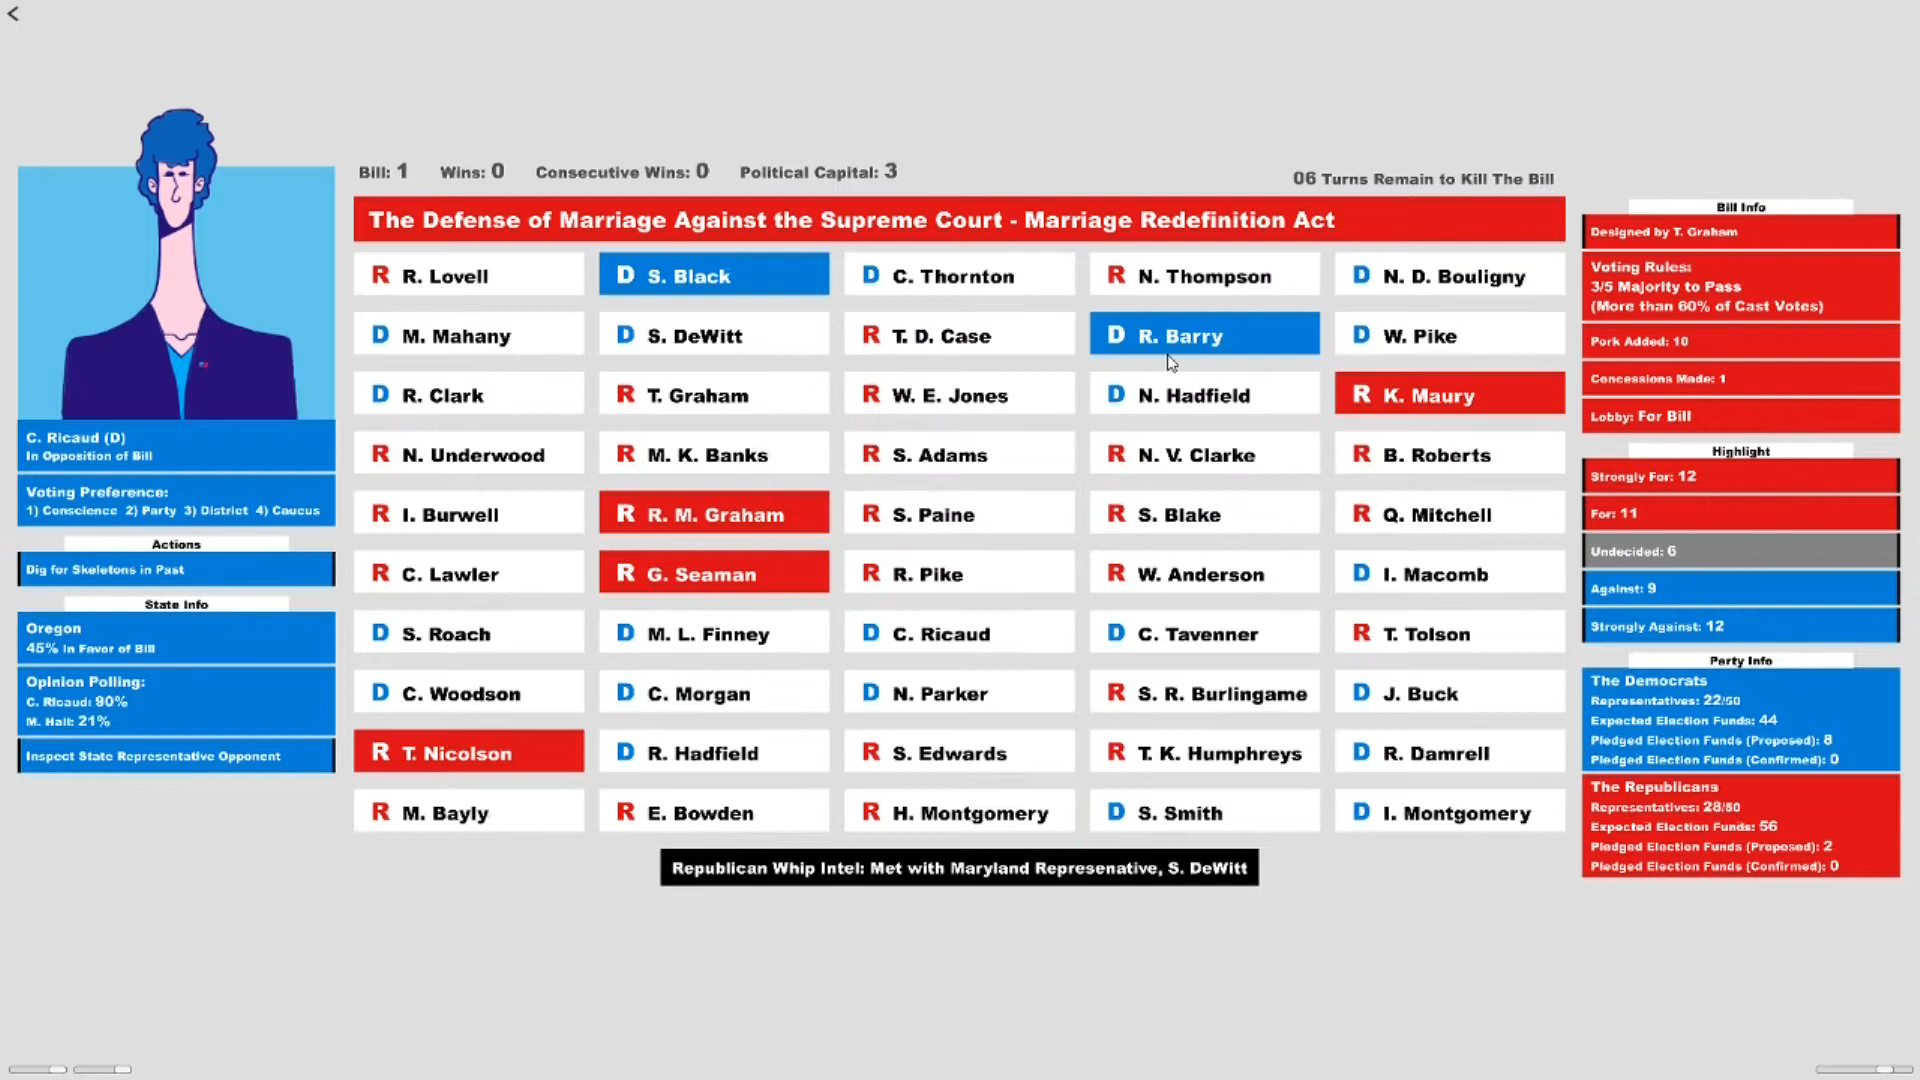 Bill: 1 Wins: 0 Consecutive Wins: 0 Political Capital: 3
06 Turns Remain to Kill The Bill
The Defense of Marriage Against the Supreme Court - Marriage Redefinition Act
R R. Lovell
D S. Black
D C. Thornton
R N. Thompson
D N. D. Bouligny
D M. Mahany
D S. DeWitt
R T. D. Case
D R. Barry
D W. Pike
D R. Clark
R T. Graham
R W. E. Jones
D N. Hadfield
R K. Maury
R N. Underwood
R M. K. Banks
R S. Adams
R N. V. Clarke
R B. Roberts
R I. Burwell
R R. M. Graham
R S. Paine
R S. Blake
R Q. Mitchell
R C. Lawler
R G. Seaman
R R. Pike
R W. Anderson
D I. Macomb
D S. Roach
D M. L. Finney
D C. Ricaud
D C. Tavenner
R T. Tolson
D C. Woodson
D C. Morgan
D N. Parker
R S. R. Burlingame
D J. Buck
R T. Nicolson
D R. Hadfield
R S. Edwards
R T. K. Humphreys
D R. Damrell
R M. Bayly
R E. Bowden
R H. Montgomery
D S. Smith
D I. Montgomery
Republican Whip Intel: Met with Maryland Represenative, S. DeWitt
C. Ricaud (D)
In Opposition of Bill
Voting Preference:
1) Conscience 2) Party 3) District 4) Caucus
Actions
Dig for Skeletons in Past
State Info
Oregon
45% In Favor of Bill
Opinion Polling:
C. Ricaud: 90%
M. Hall: 21%
Inspect State Representative Opponent
Bill Info
Designed by T. Graham
Voting Rules:
3/5 Majority to Pass
(More than 60% of Cast Votes)
Pork Added: 10
Concessions Made: 1
Lobby: For Bill
Highlight
Strongly For: 12
For: 11
Undecided: 6
Against: 9
Strongly Against: 12
Party Info
The Democrats
Representatives: 22/50
Expected Election Funds: 44
Pledged Election Funds (Proposed): 8
Pledged Election Funds (Confirmed): 0
The Republicans
Representatives: 28/50
Expected Election Funds: 56
Pledged Election Funds (Proposed): 2
Pledged Election Funds (Confirmed): 0